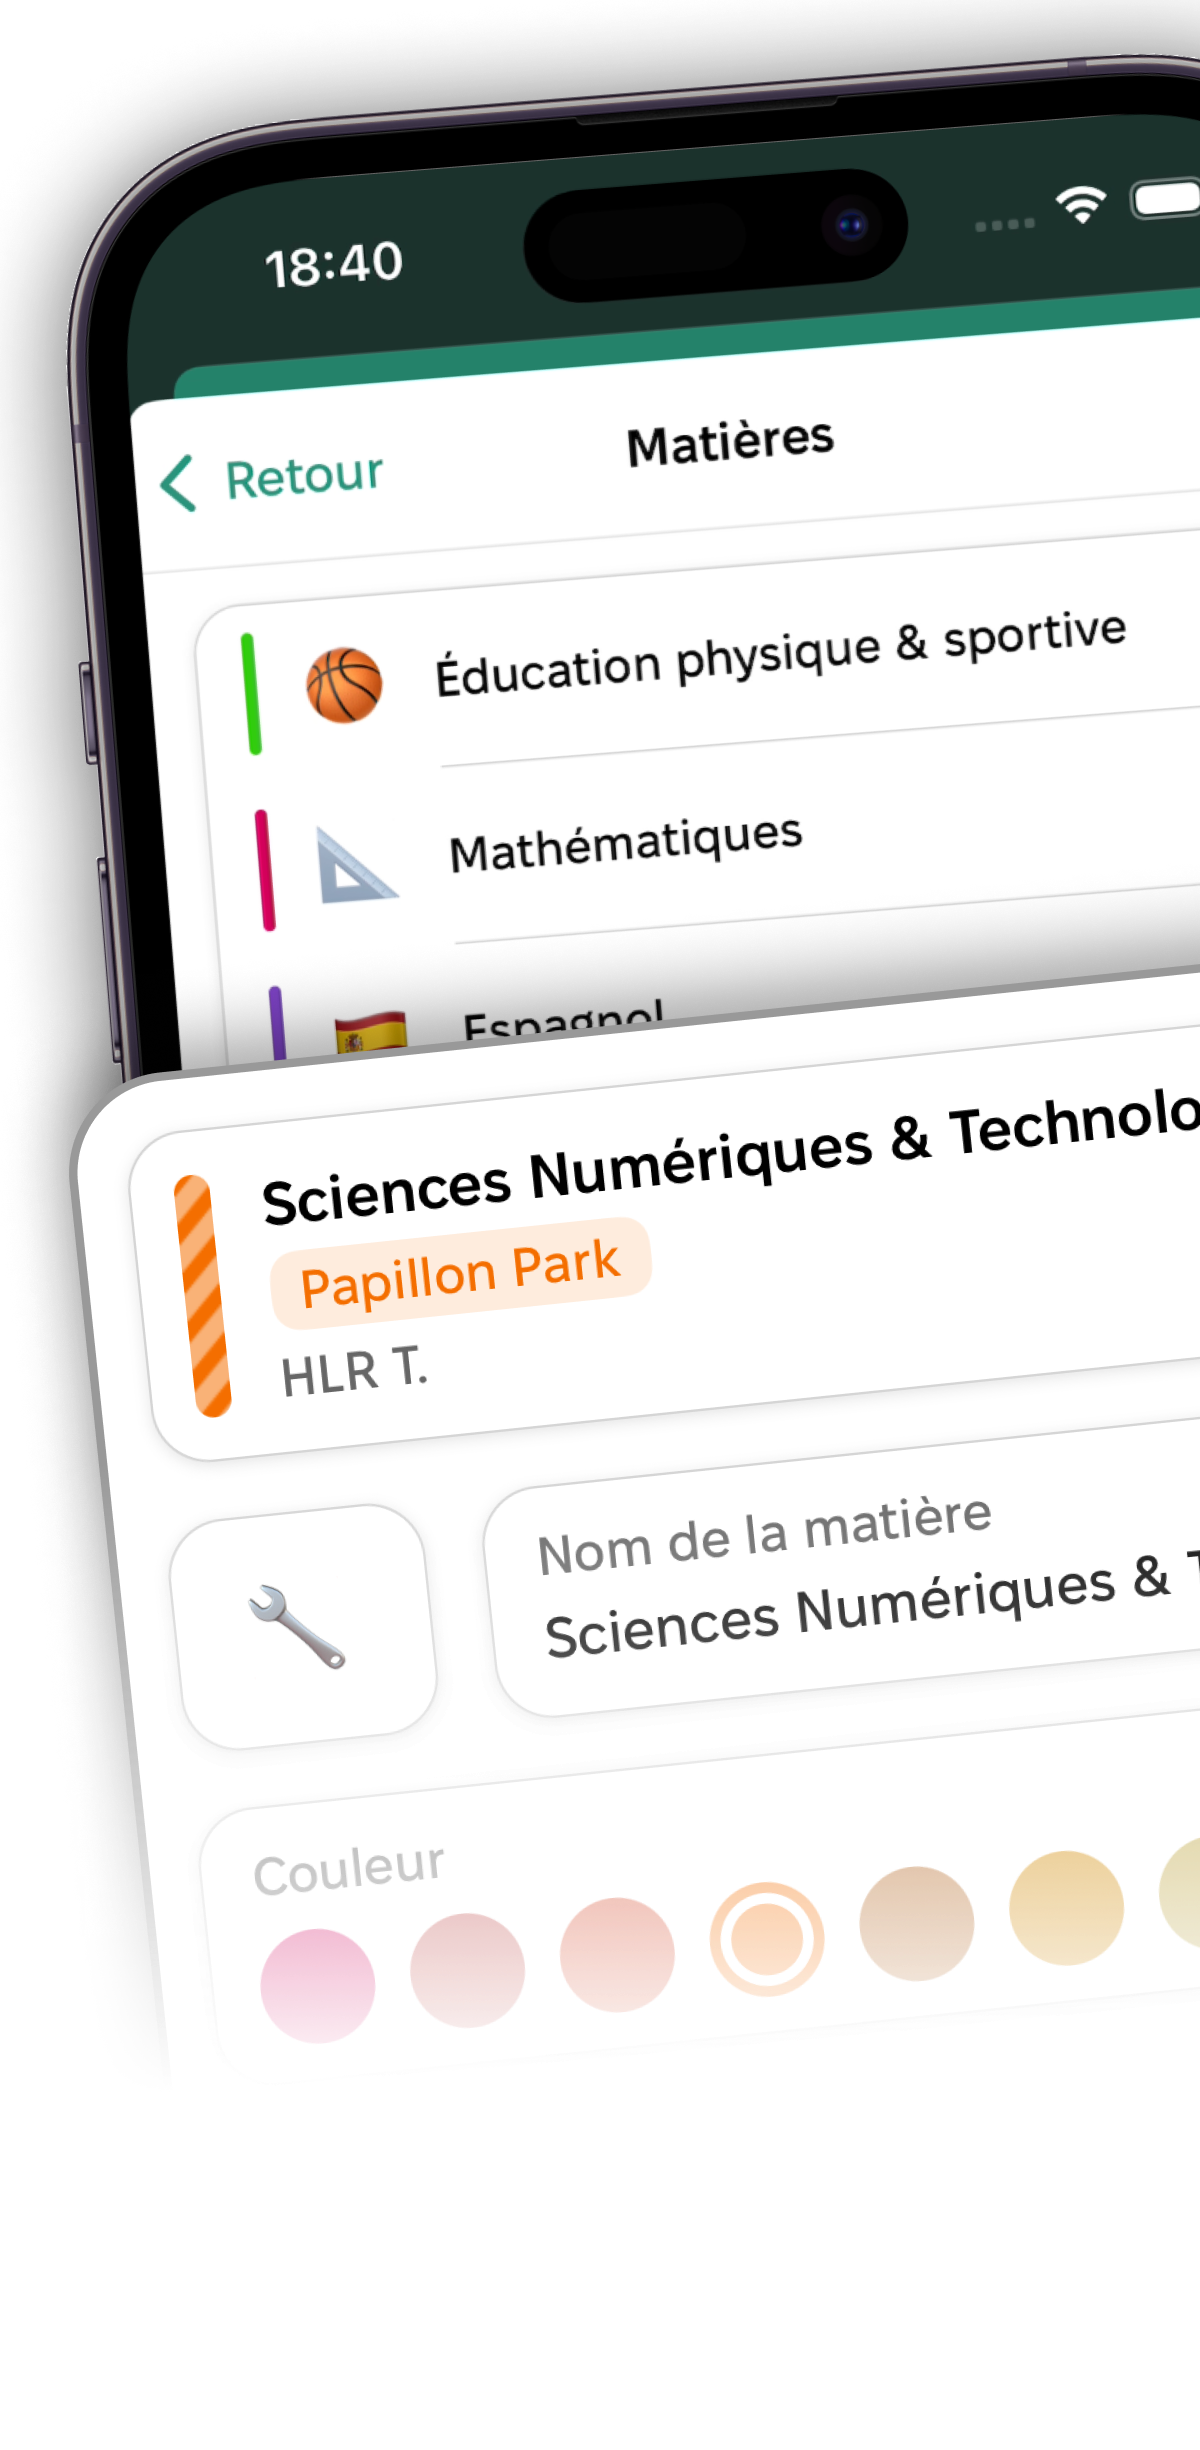 18:40
Retour
Matières
Éducation physique & sportive
Mathématiques
Espagnol
Sciences Numériques &
Papillon Park
HLR T.
Nom de la matière
Sciences Numériques &
Couleur